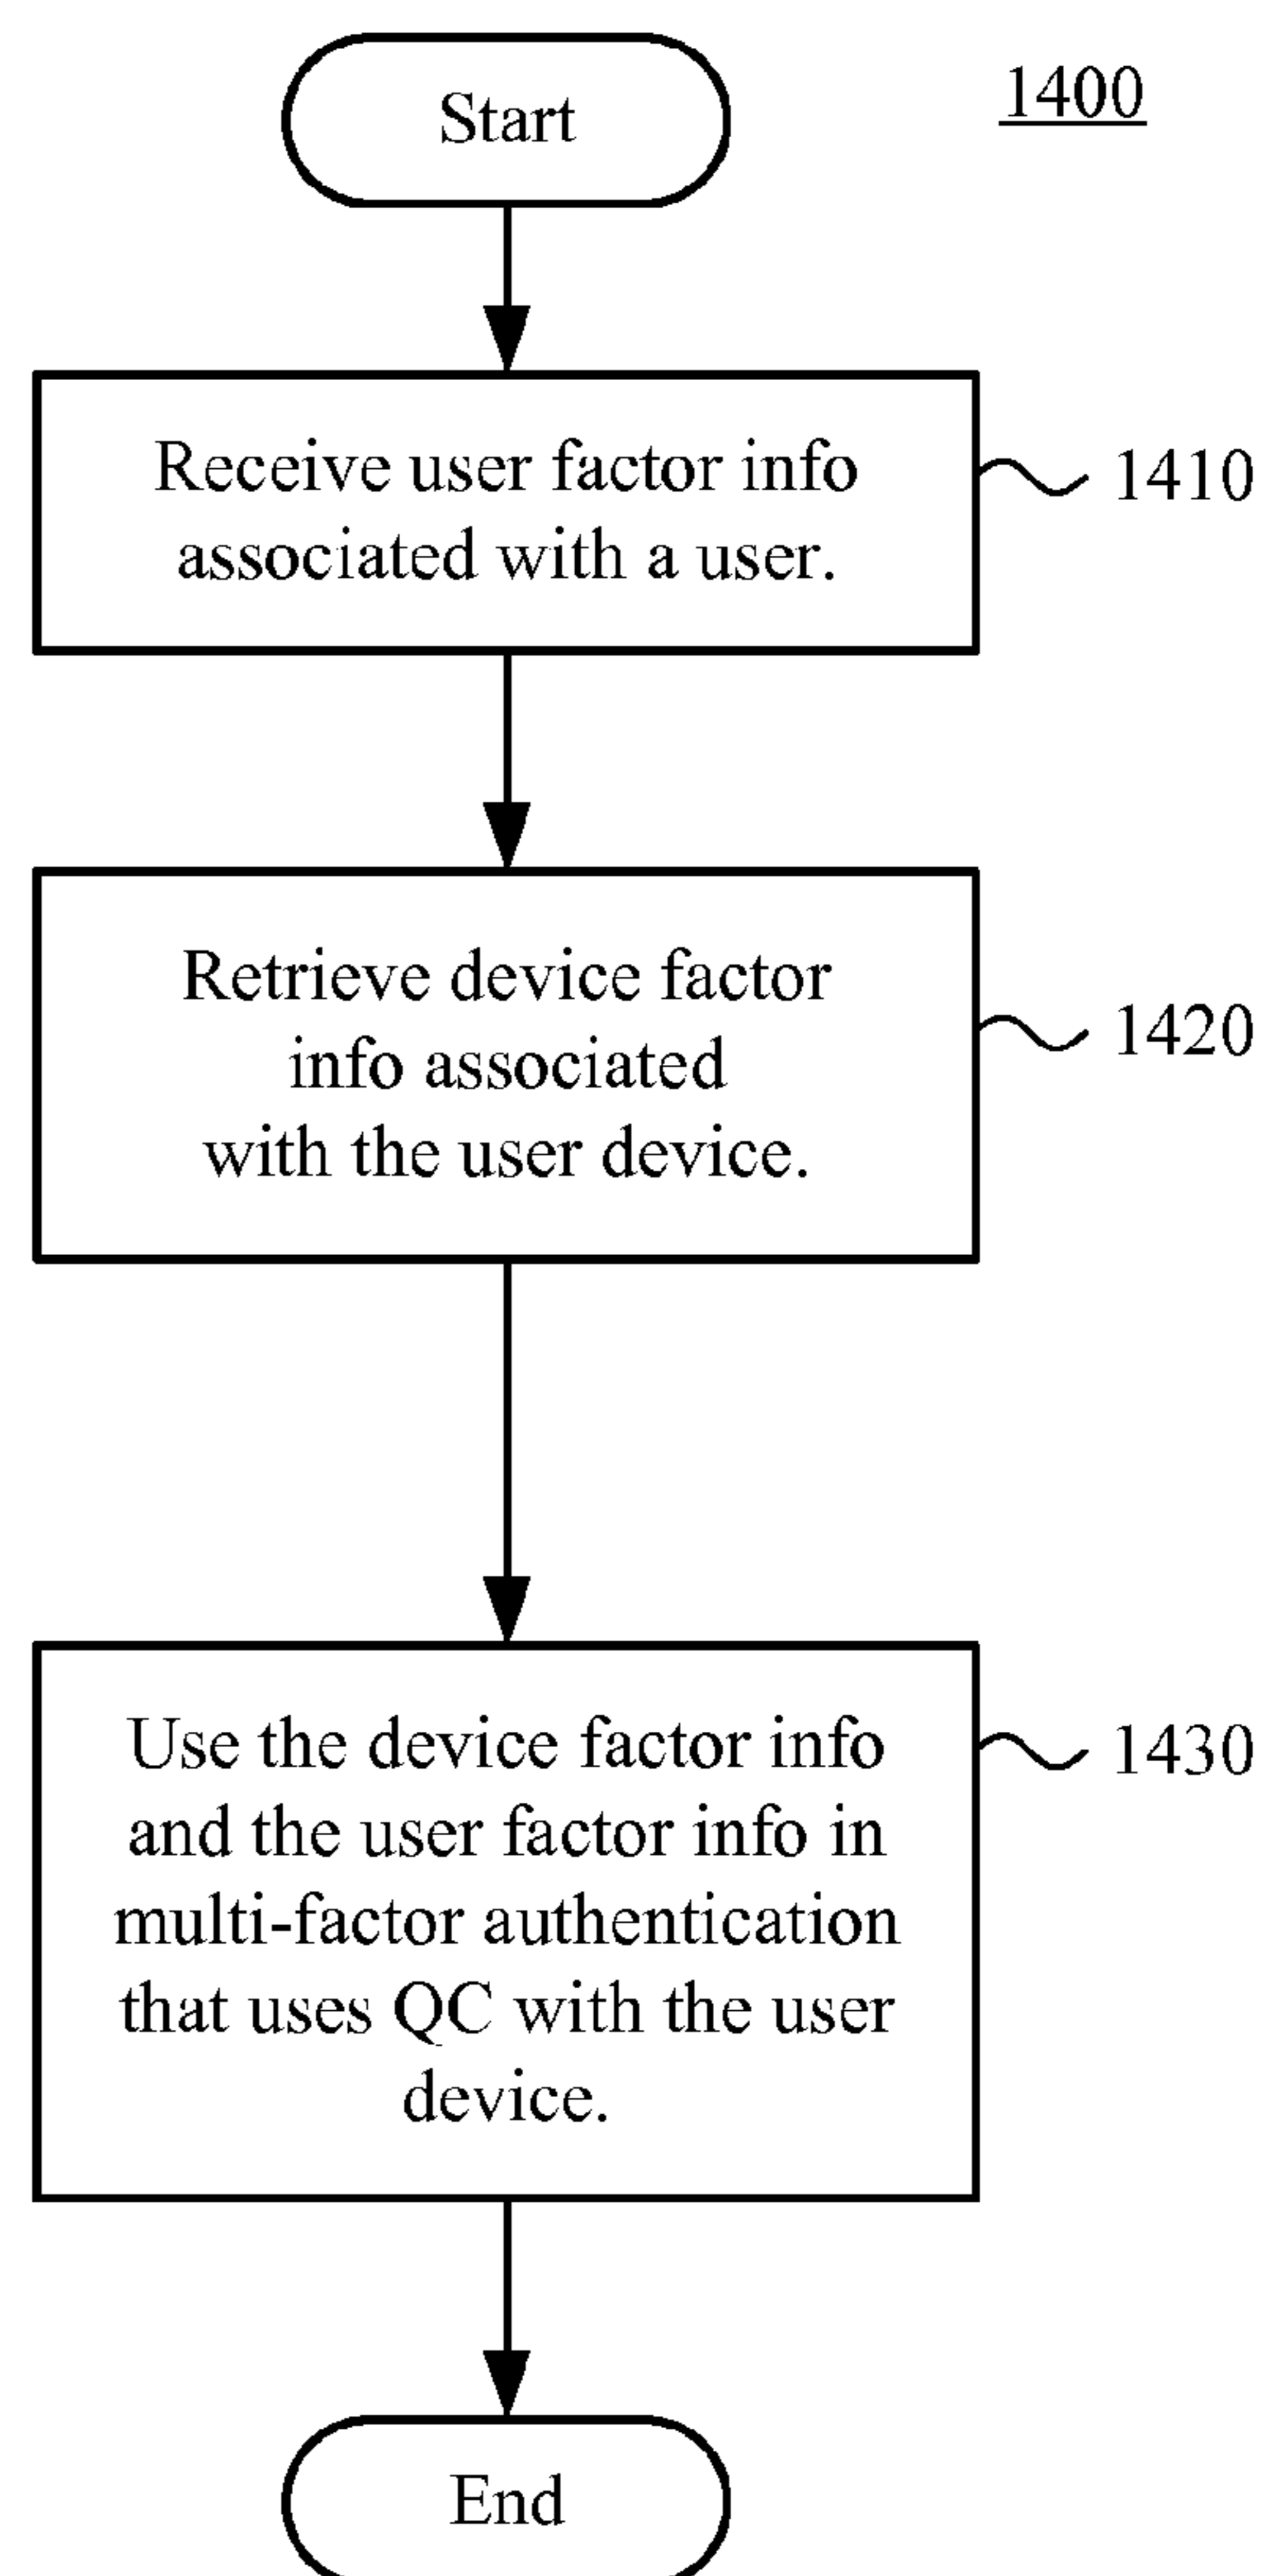 Start
1400
Receive user factor info
associated with a user.
1410
Retrieve device factor
info associated
with the user device.
1420
Use the device factor info
and the user factor info in
multi-factor authentication
that uses QC with the user
device.
1430
End